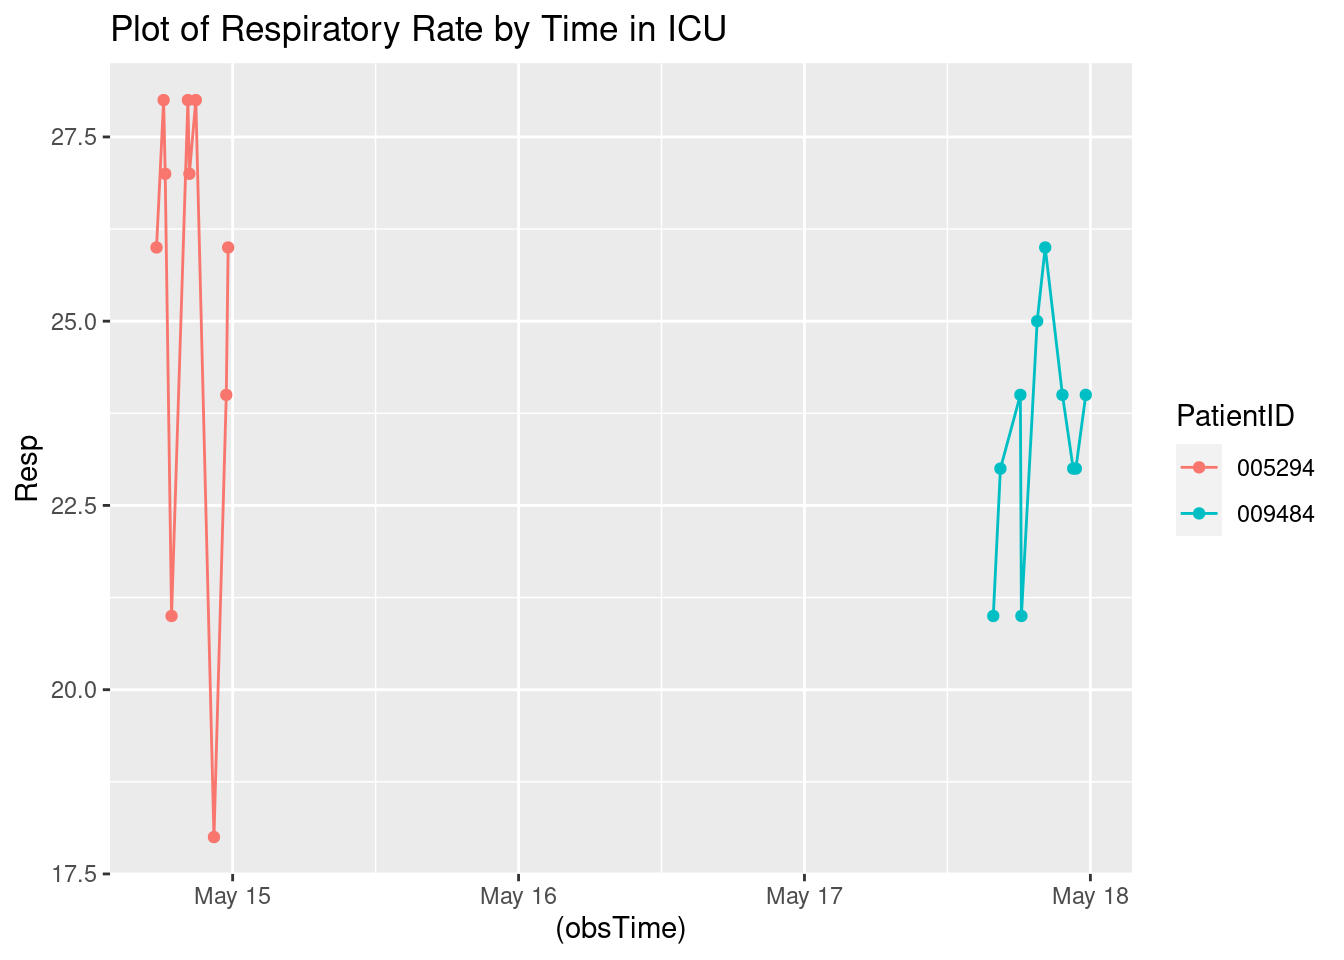 Plot of Respiratory Rate by Time in ICU
27.5
25.0
22.5
20.0
17.5
Resp
May 15 May 16 May 17 May 18
(obsTime)
PatientID
005294
009484